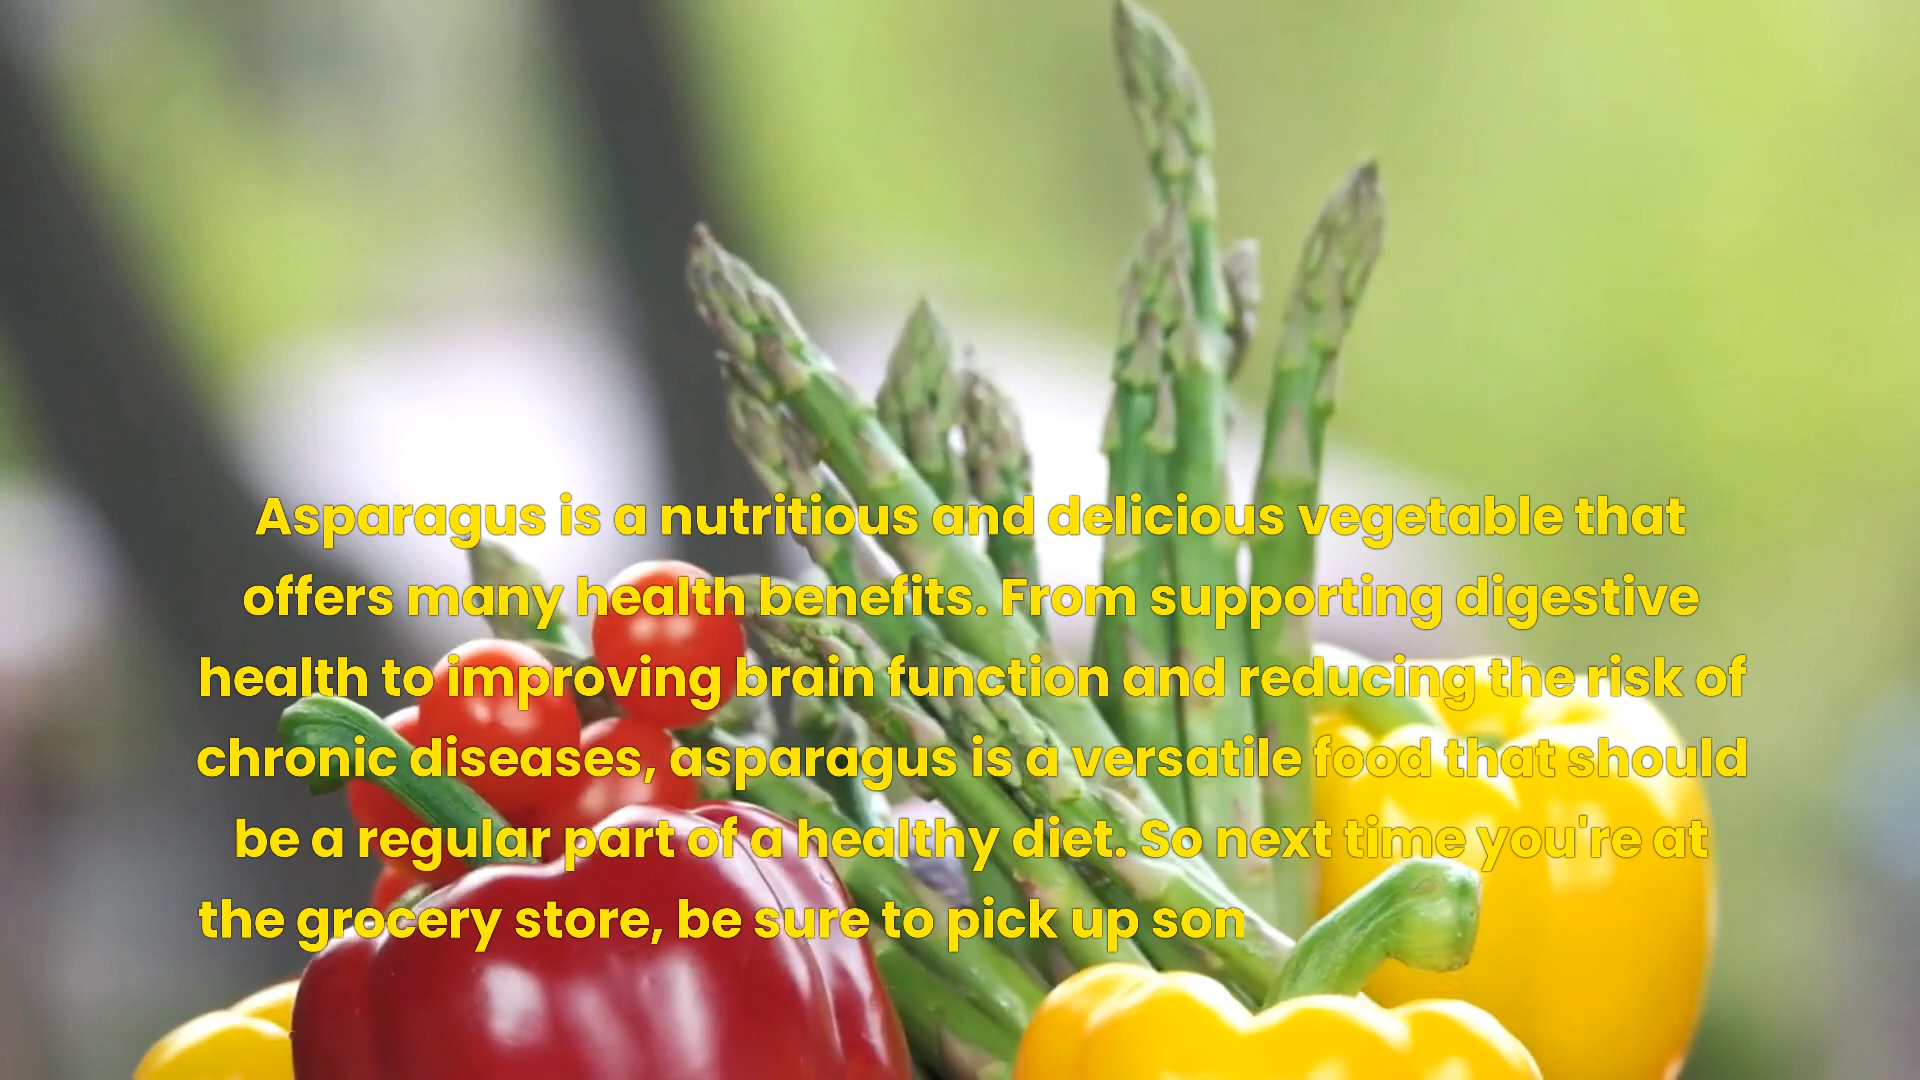 Asparagus is a nutritious and delicious vegetable that
offers many health benefits. From supporting digestive
health to improving brain function and reducing the risk of
chronic diseases, asparagus is a versatile food that should
be a regular part of a healthy diet. So next time you're at
the grocery store, be sure to pick up son